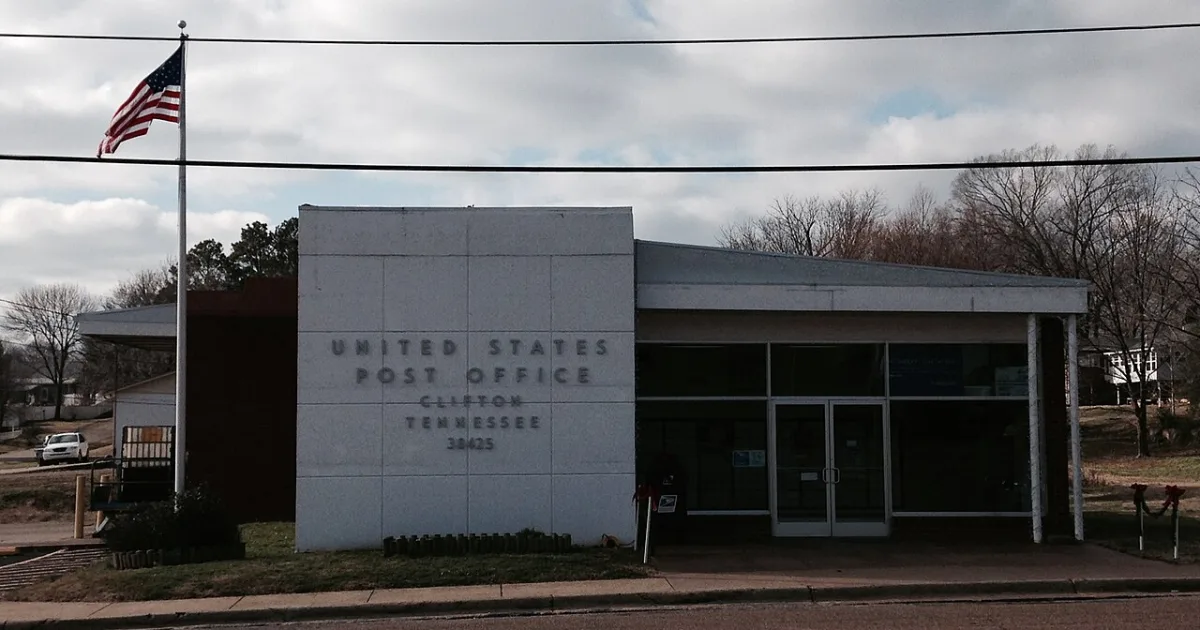 UNITED STATES
POST OFFICE
CLIFTON
TENNESSEE
38425